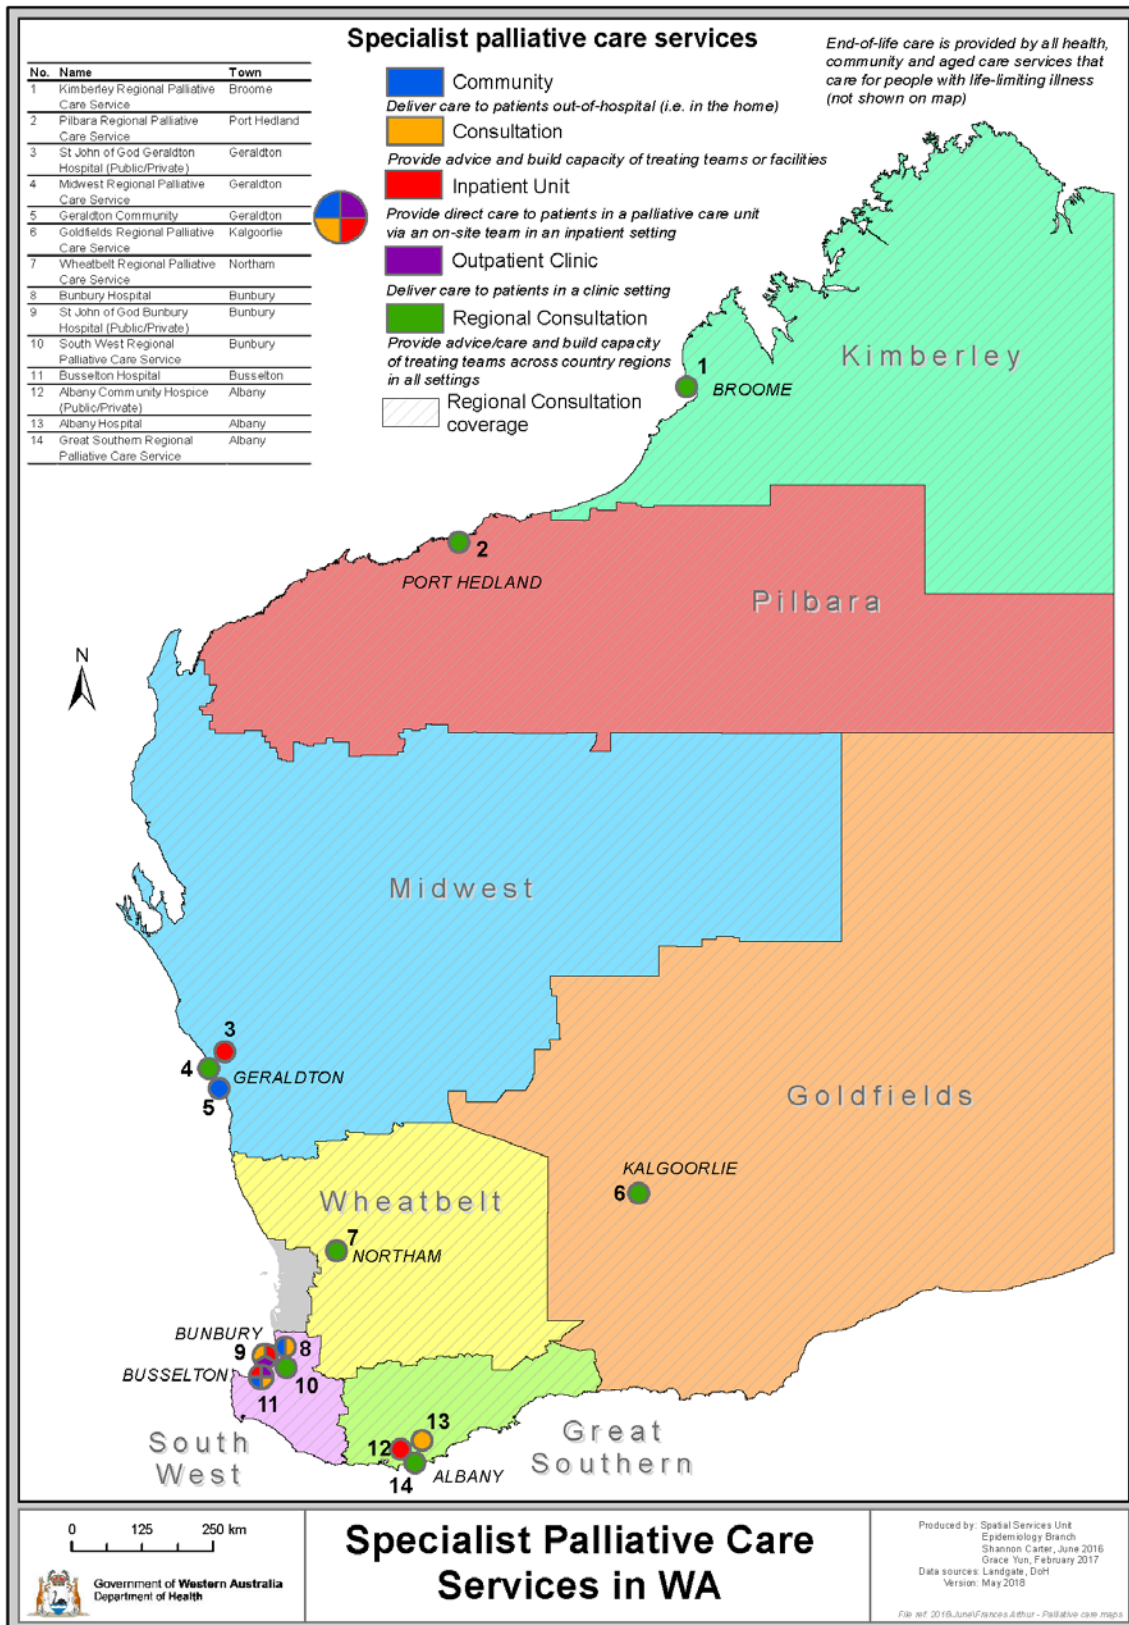 Specialist palliative care services
End-of-life care is provided by all health,
community and aged care services that
care for people with life-limiting illness
(not shown on map)
No. Name Town
1 Kimberley Regional Palliative Broome
Care Service
2 Pilbara Regional Palliative Port Hedland
Care Service
3 St John of God Geraldton Geraldton
Hospital (Public/Private)
4 Midwest Regional Palliative Geraldton
Care Service
5 Geraldton Community Geraldton
6 Goldfields Regional Palliative Kalgoorlie
Care Service
7 Wheatbelt Regional Palliative Northam
Care Service
8 Bunbury Hospital Bunbury
9 St John of God Bunbury Bunbury
Hospital (Public/Private)
10 South West Regional Bunbury
Palliative Care Service
11 Busselton Hospital Busselton
12 Albany Community Hospice Albany
(Public/Private)
13 Albany Hospital Albany
14 Great Southern Regional Albany
Palliative Care Service
Community
Deliver care to patients out-of-hospital (i.e. in the home)
Consultation
Provide advice and build capacity of treating teams or facilities
Inpatient Unit
Provide direct care to patients in a palliative care unit
via an on-site team in an inpatient setting
Outpatient Clinic
Deliver care to patients in a clinic setting
Regional Consultation
Provide advice/care and build capacity
of treating teams across country regions
in all settings
Regional Consultation
coverage
Kimberley
1
BROOME
2
PORT HEDLAND
Pilbara
N
Midwest
3
4
GERALDTON
5
Goldfields
KALGOORLIE
6
Wheatbelt
7
NORTHAM
BUNBURY
8
9
BUSSELTON
10
11
South
West
13
12
14
ALBANY
Great
Southern
0 125 250 km
Government of Western Australia
Department of Health
Specialist Palliative Care
Services in WA
Produced by: Spatial Services Unit
Epidemiology Branch
Shannon Carter, June 2016
Grace Yun, February 2017
Data sources: Landgate, DoH
Version: May 2018
File ref: 2016\June\Frances Arthur - Palliative care maps